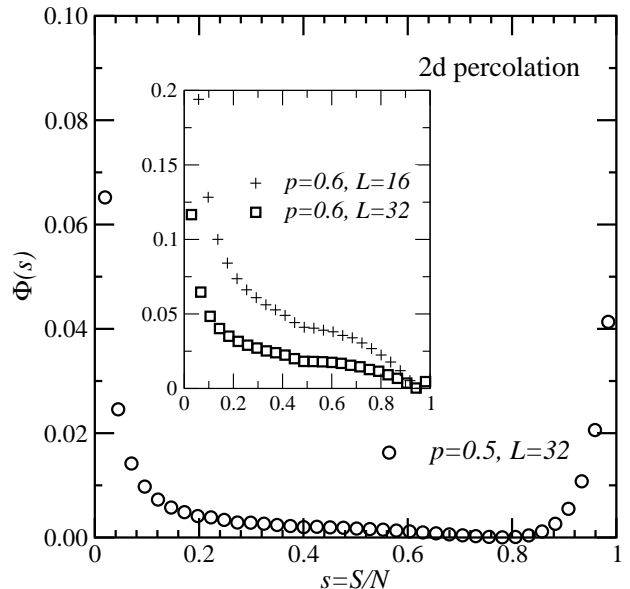 0.10
2d percolation
0.2
0.08
0.15
p=0.6, L=16
p=0.6, L=32
0.06
0.1
Φ(s)
0.05
0.04
0
0 0.2 0.4 0.6 0.8 1
0.02
p=0.5, L=32
0.00
0 0.2 0.4 0.6 0.8 1
s=S/N